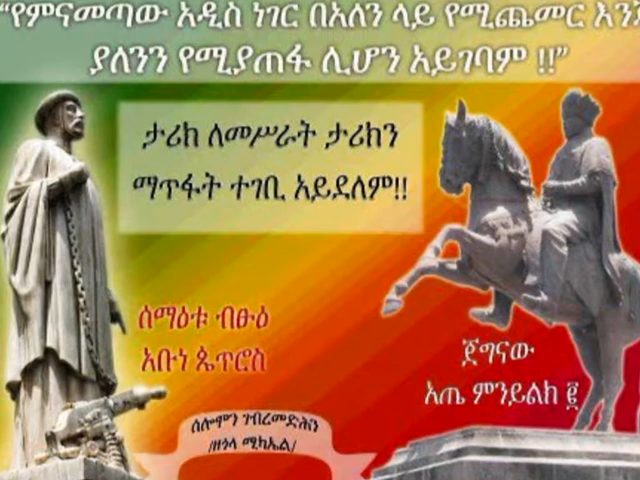 “የምናመጣው አዲስ ነገር በአለን ላይ የሚጨመር እንጂ
ያለንን የሚያጠፋ ሊሆን አይገባም !!”
ታሪክ ለመሥራት ታሪክን
ማጥፋት ተገቢ አይደለም!!
ሰማዕቱ ብፁዕ
አቡነ ጴጥሮስ
ጀግናው
አጤ ምንይልክ ፪
ሰሎሞን ገብረመድኅን
/ዘጎላ ሚካኤል/